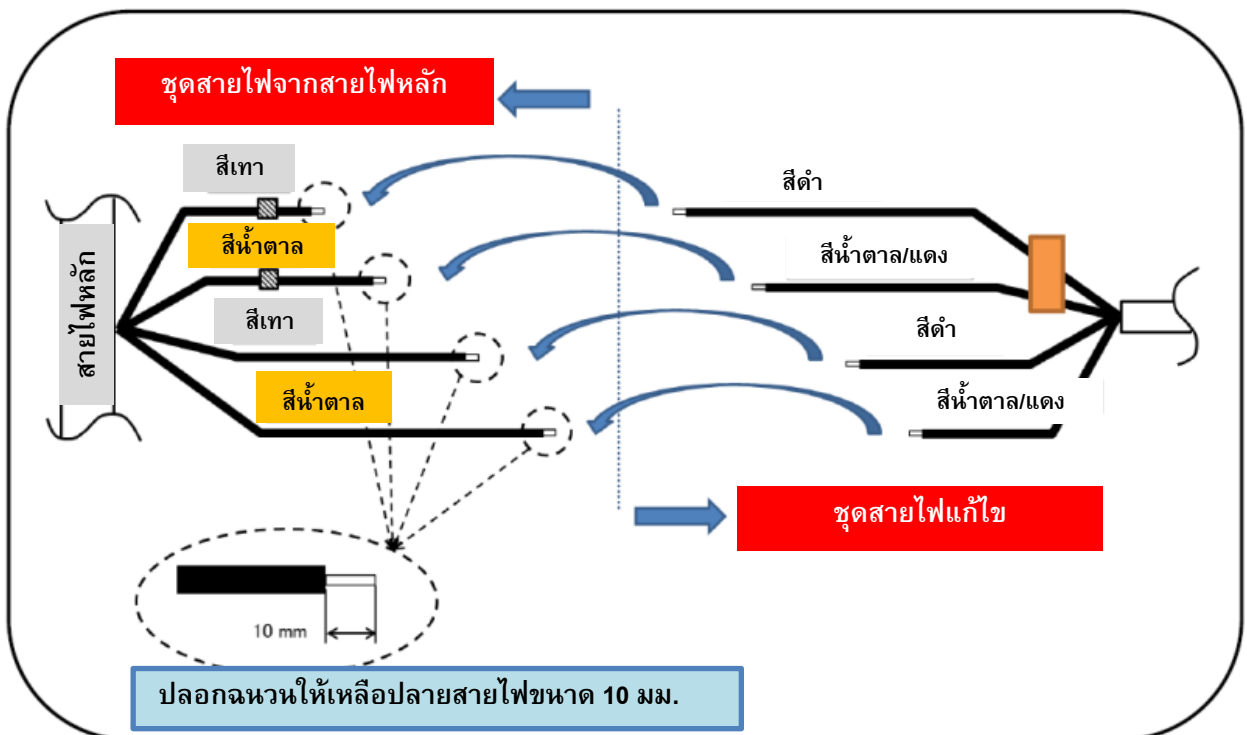 ชุดสายไฟจากสายไฟหลัก
สีเทา
สีดำ
สีน้ำตาล
สีน้ำตาล/แดง
สายไฟหลัก
สีเทา
สีดำ
สีน้ำตาล
สีน้ำตาล/แดง
ชุดสายไฟแก้ไข
10 mm
ปลอกฉนวนให้เหลือปลายสายไฟขนาด 10 มม.